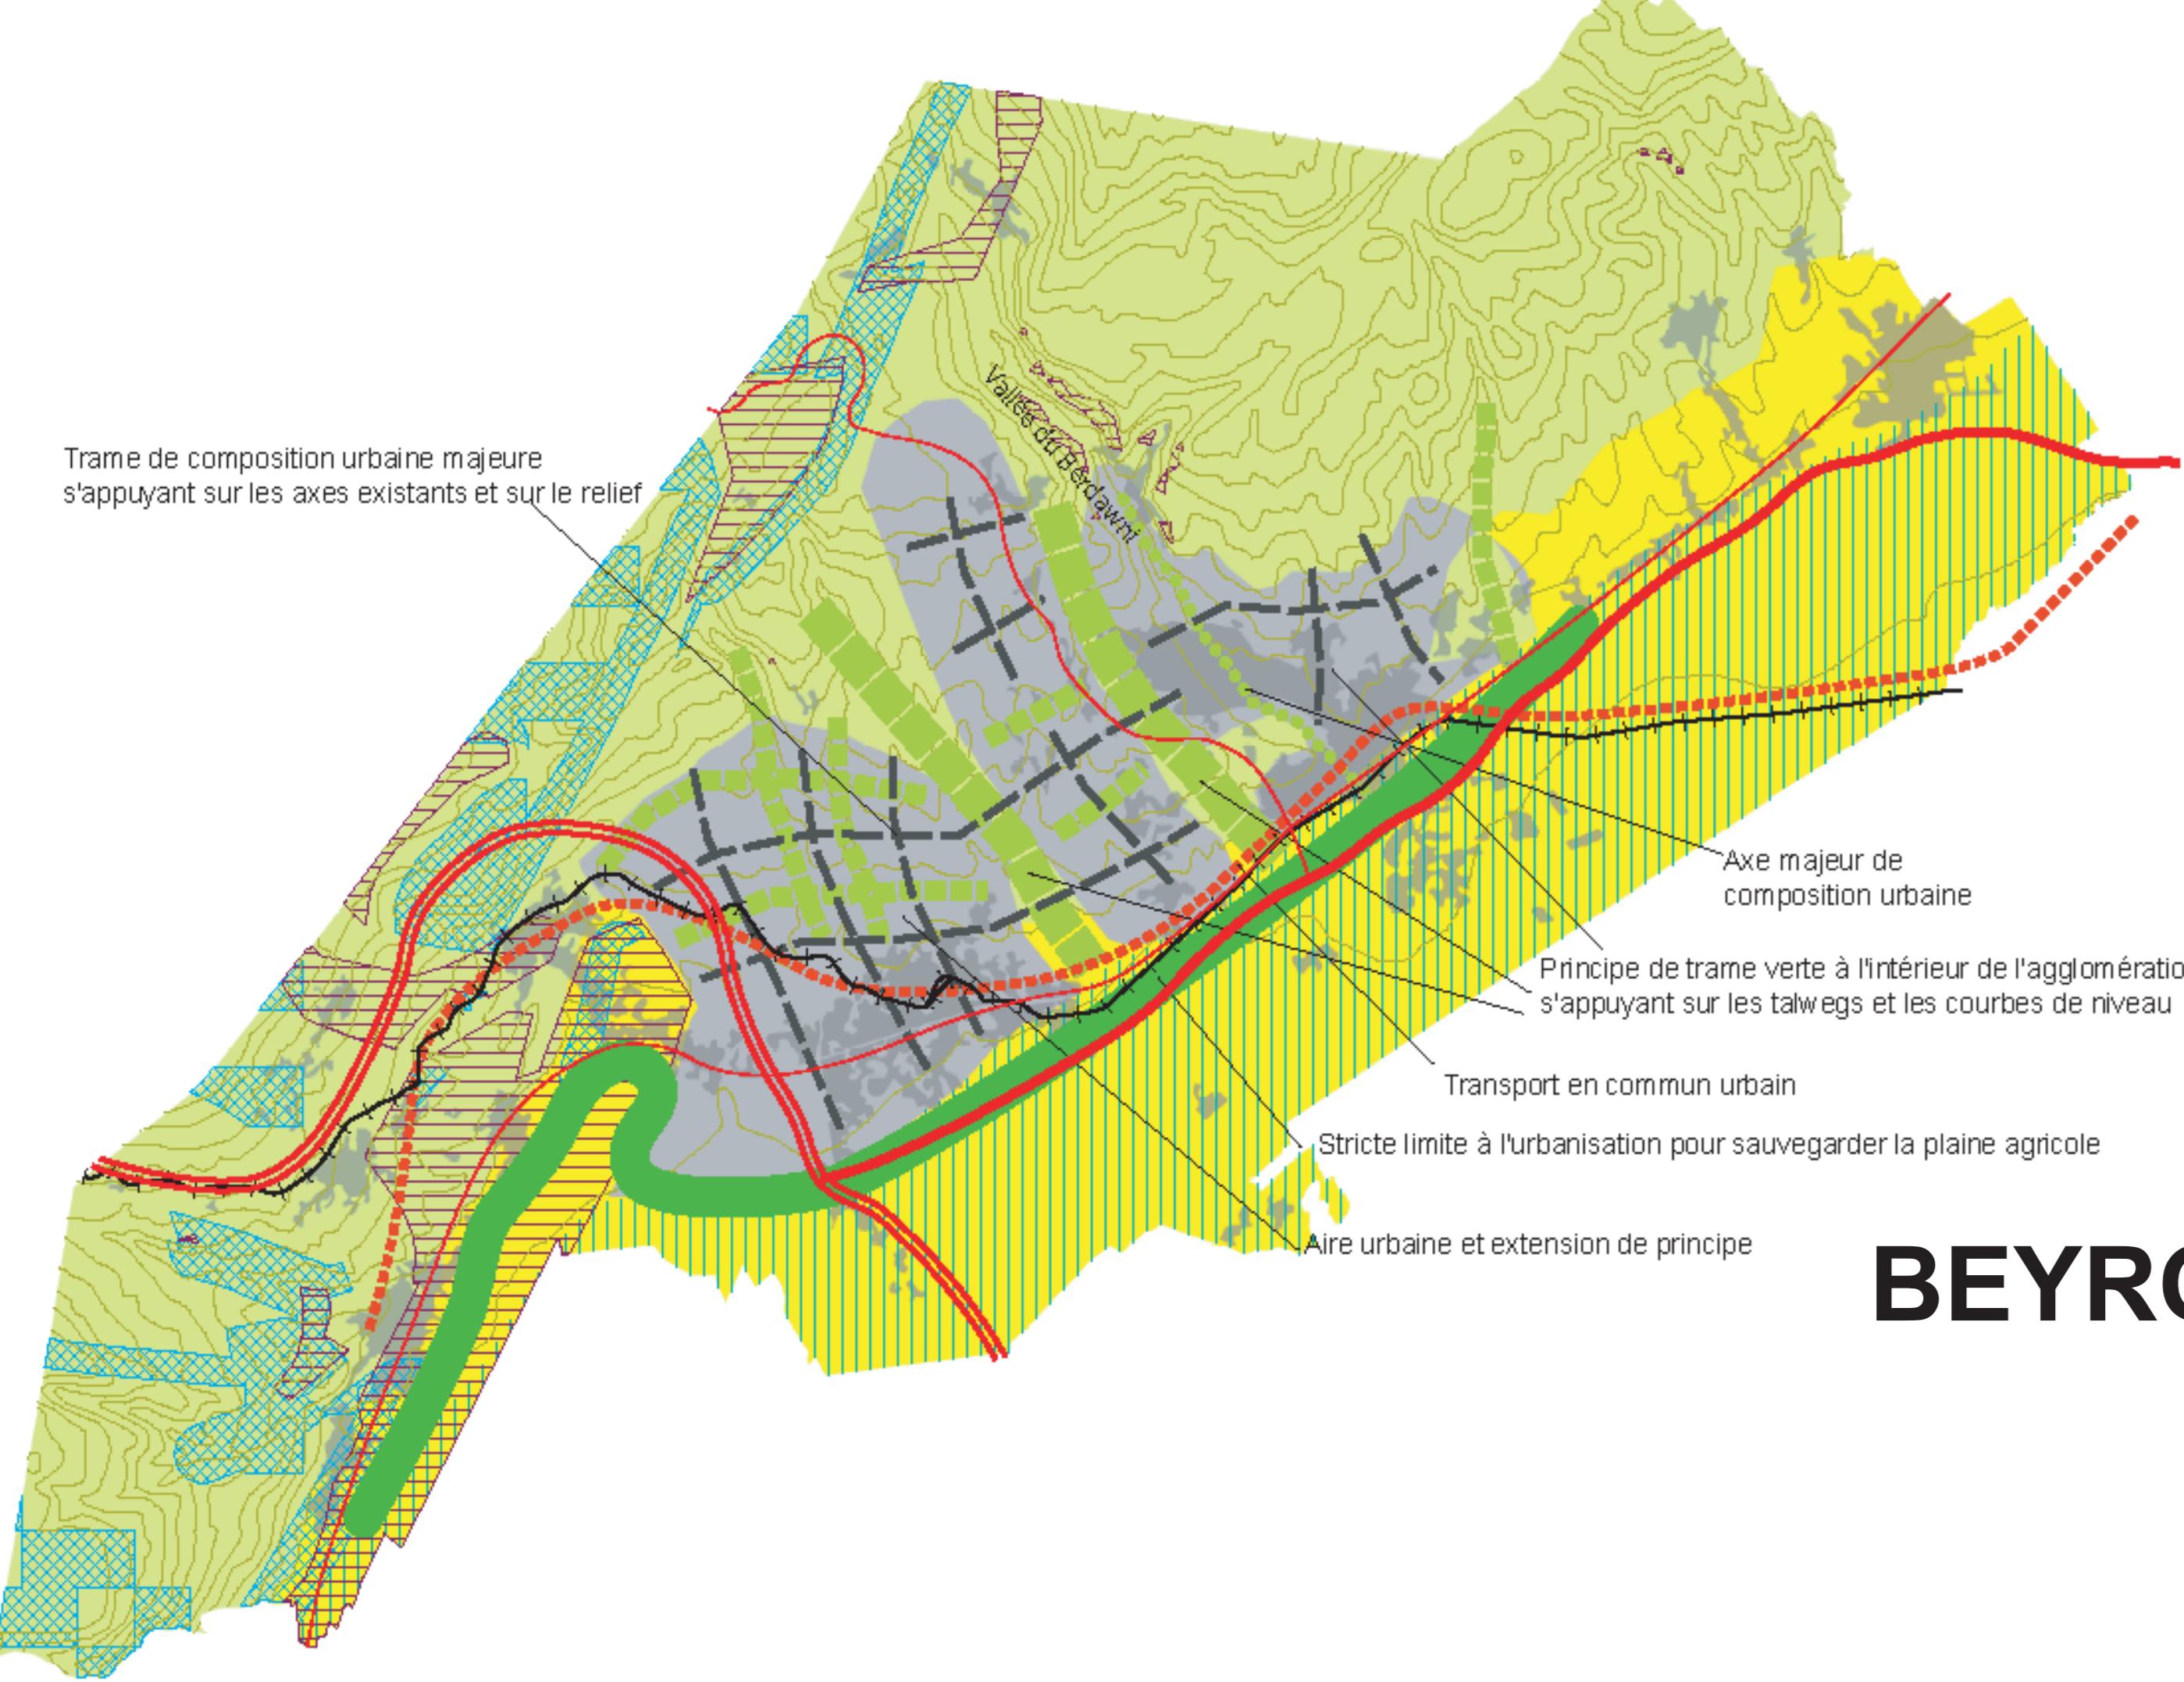 Vallée du Berdawni
Trame de composition urbaine majeure
s'appuyant sur les axes existants et sur le relief
Axe majeur de
composition urbaine
Principe de trame verte à l'intérieur de l'agglomératio
s'appuyant sur les talwegs et les courbes de niveau
Transport en commun urbain
Stricte limite à l'urbanisation pour sauvegarder la plaine agricole
Aire urbaine et extension de principe
BEYRO